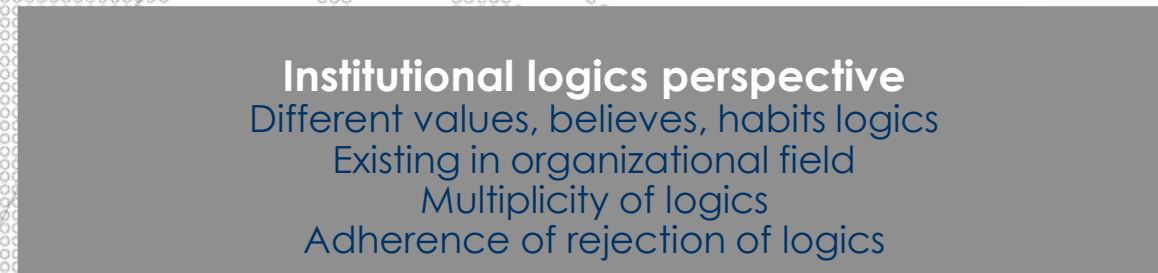 Institutional logics perspective
Different values, believes, habits logics
Existing in organizational field
Multiplicity of logics
Adherence of rejection of logics